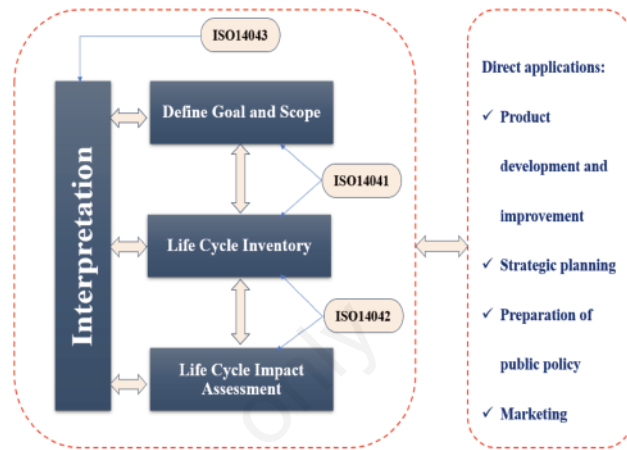 ISO14043
Interpretation
Define Goal and Scope
ISO14041
Life Cycle Inventory
ISO14042
Life Cycle Impact
Assessment
only
Direct applications:
✓ Product
development and
improvement
✓ Strategic planning
✓ Preparation of
public policy
✓ Marketing